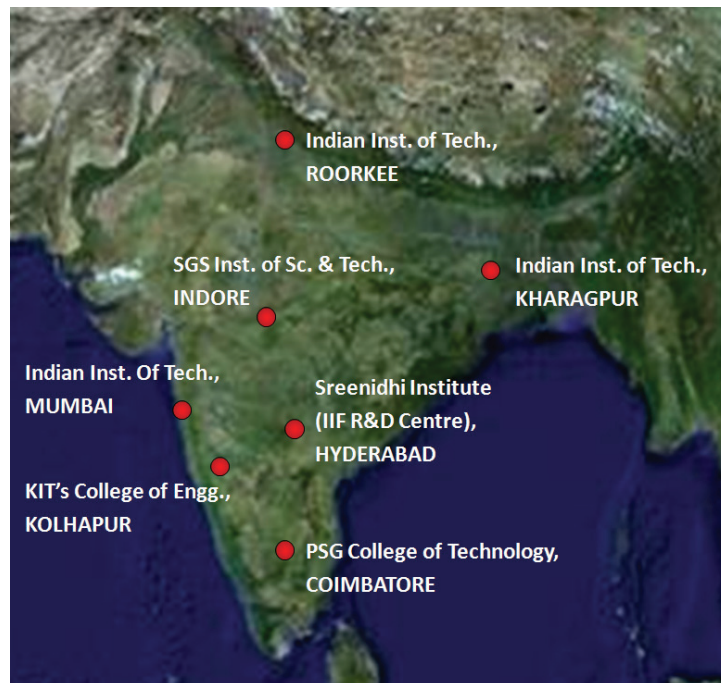 Indian Inst. of Tech.,
ROORKEE
SGS Inst. of Sc. & Tech.,
INDORE
Indian Inst. of Tech.,
KHARAGPUR
Indian Inst. Of Tech.,
MUMBAI
Sreenidhi Institute
(IIF R&D Centre),
HYDERABAD
KIT's College of Engg.,
KOLHAPUR
PSG College of Technology,
COIMBATORE